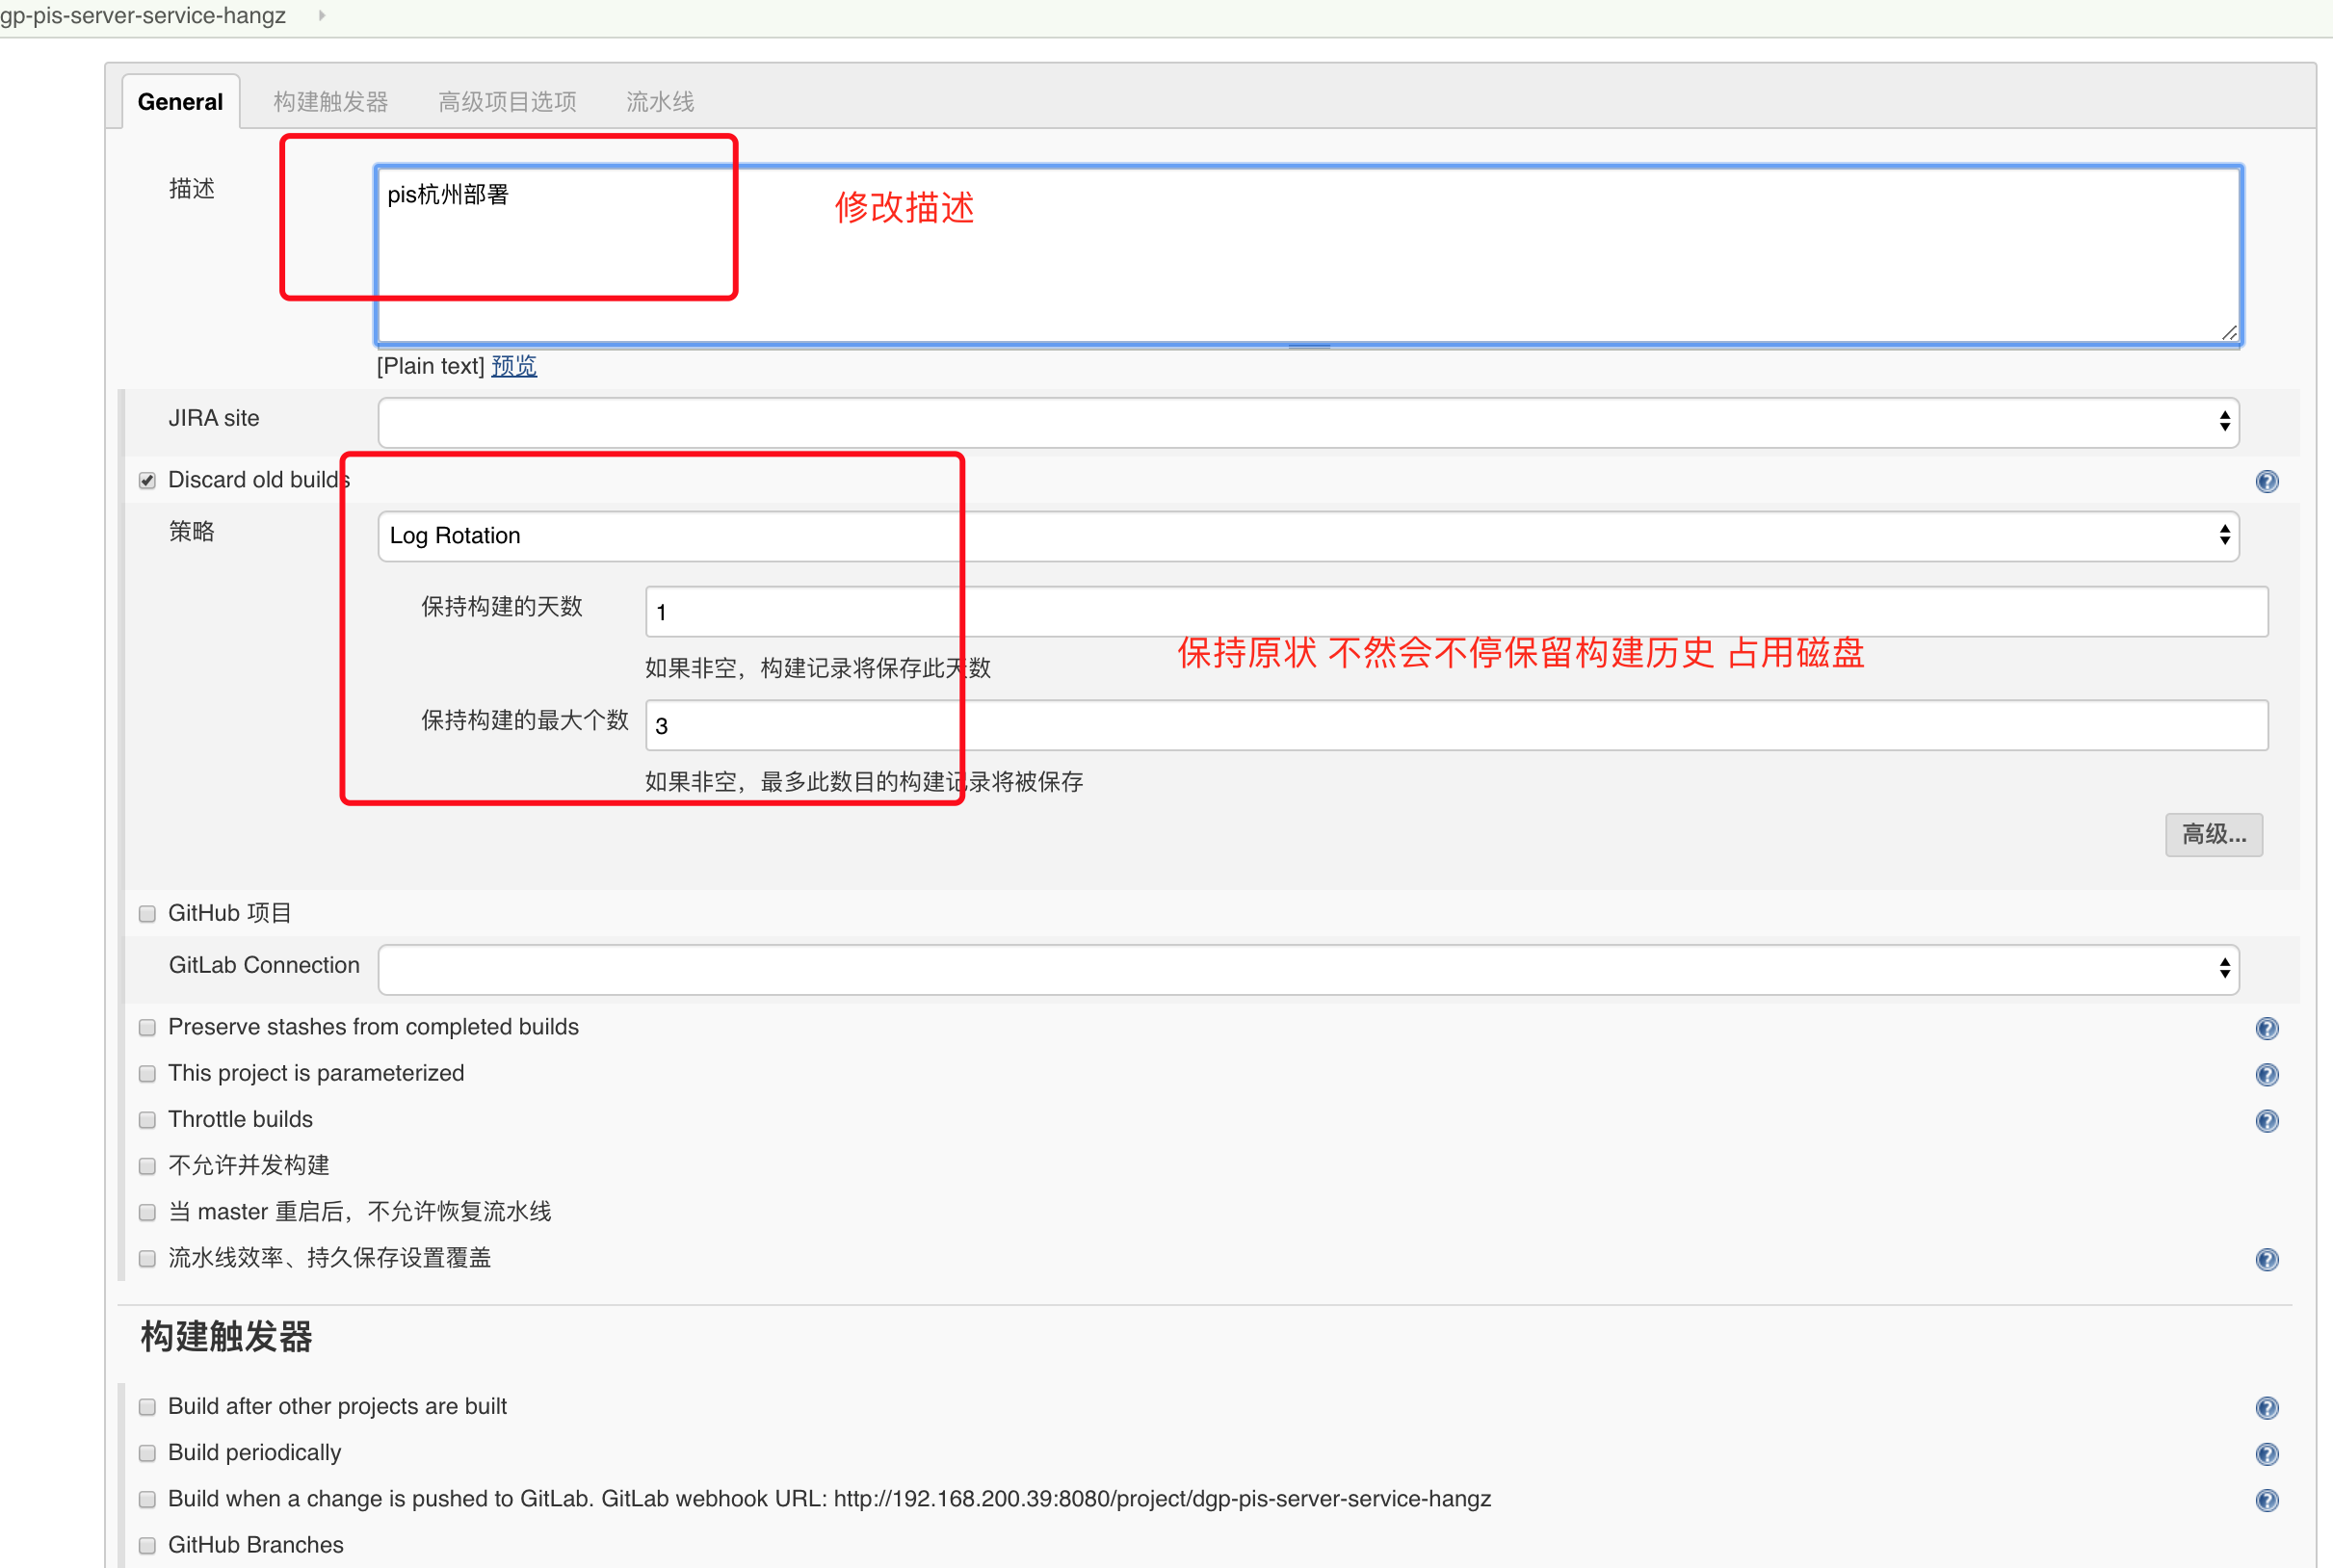 gp-pis-server-service-hangz
General 构建触发器 高级项目选项 流水线
描述
pis杭州部署
修改描述
[Plain text] 预览
JIRA site
Discard old builds
策略
Log Rotation
保持构建的天数
1
如果非空，构建记录将保存此天数
保持原状 不然会不停保留构建历史 占用磁盘
保持构建的最大个数
3
如果非空，最多此数目的构建记录将被保存
高级...
GitHub 项目
GitLab Connection
Preserve stashes from completed builds
This project is parameterized
Throttle builds
不允许并发构建
当 master 重启后，不允许恢复流水线
流水线效率、持久保存设置覆盖
构建触发器
Build after other projects are built
Build periodically
Build when a change is pushed to GitLab. GitLab webhook URL: http://192.168.200.39:8080/project/dgp-pis-server-service-hangz
GitHub Branches